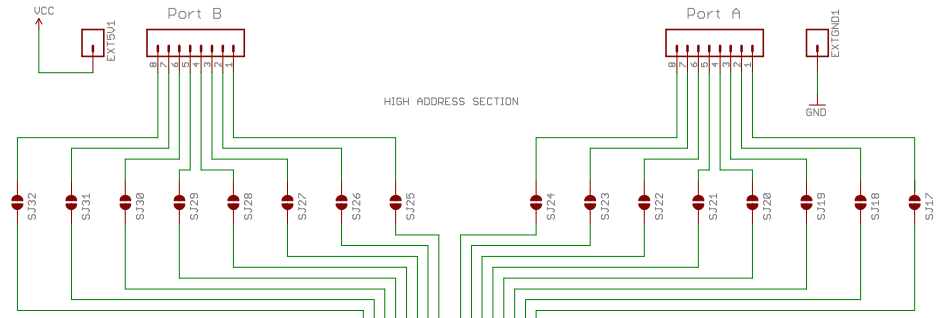 VCC
EXT5V1
Port B
8 7 6 5 4 3 2 1
Port A
8 7 6 5 4 3 2 1
EXTGND1
GND
HIGH ADDRESS SECTION
SJ32
SJ31
SJ30
SJ29
SJ28
SJ27
SJ26
SJ25
SJ24
SJ23
SJ22
SJ21
SJ20
SJ19
SJ18
SJ17